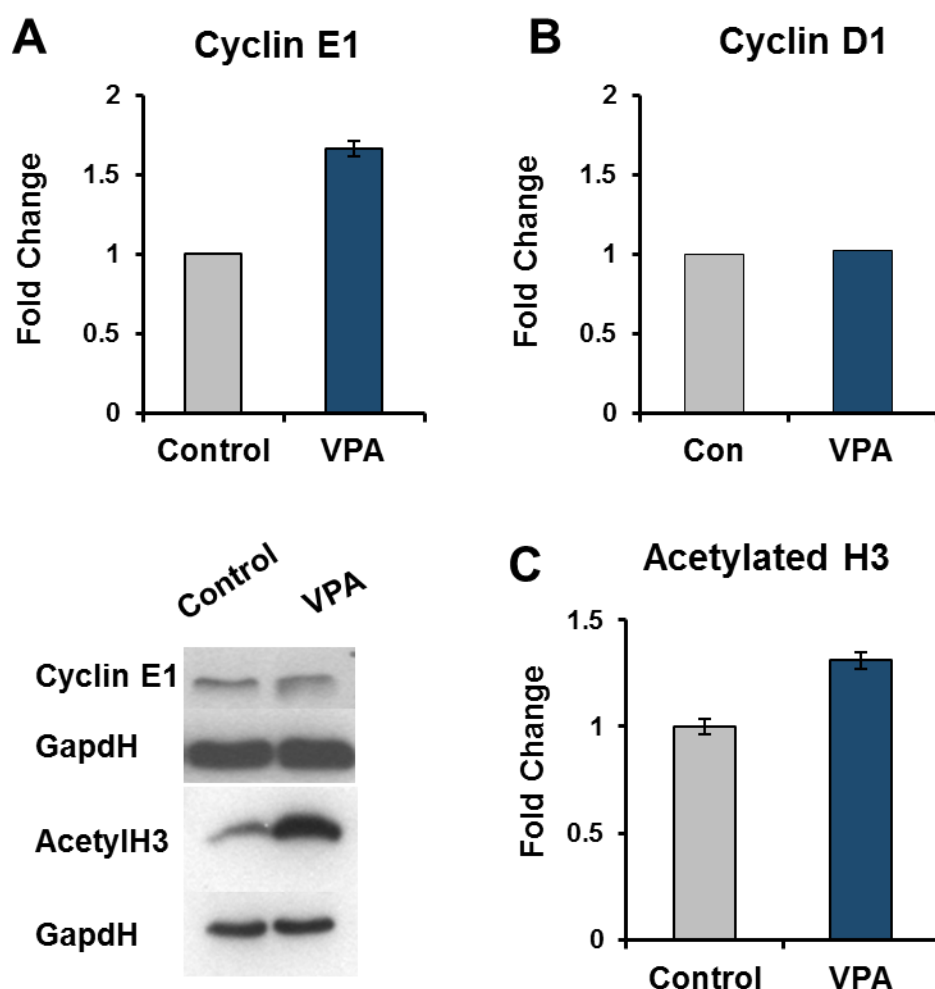 A
Cyclin E1
Fold Change
2
1.5
1
0.5
0
Control
VPA
B
Cyclin D1
Fold Change
2
1.5
1
0.5
0
Con
VPA
Control
VPA
Cyclin E1
GapdH
AcetylH3
GapdH
C
Acetylated H3
Fold Change
1.5
1
0.5
0
Control
VPA